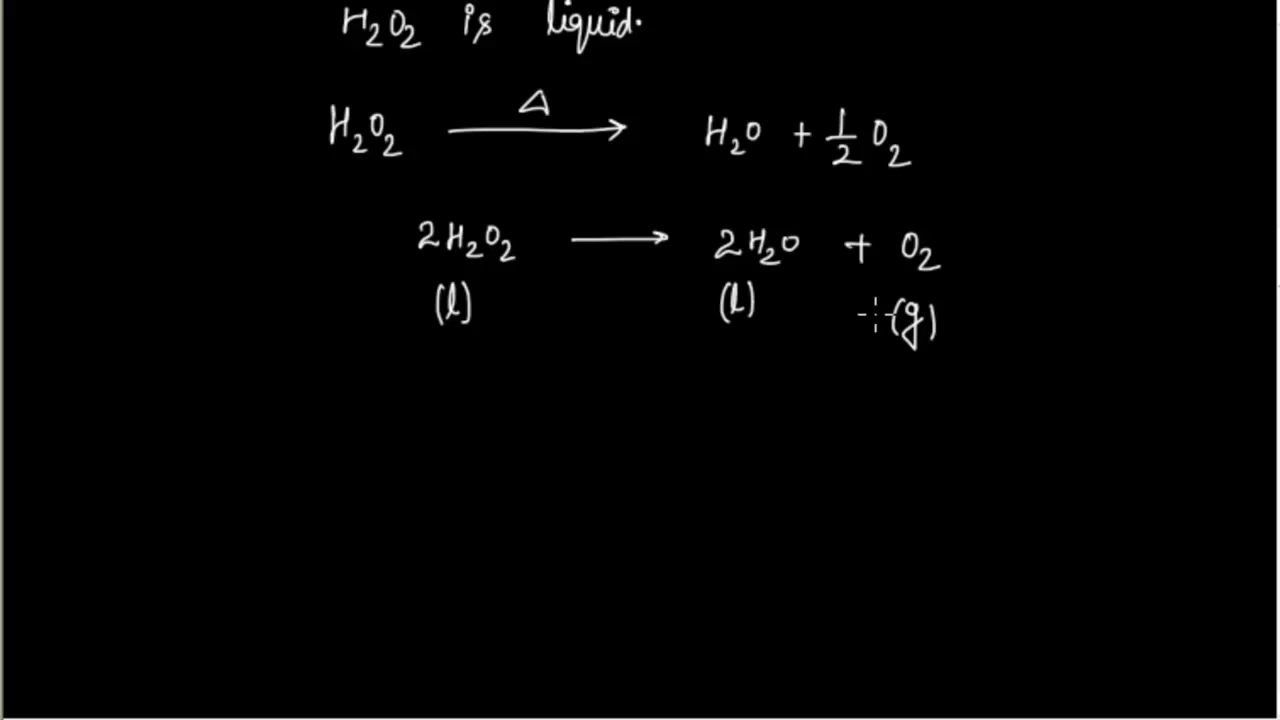 H₂O₂ is liquid.
H₂O₂ —Δ→ H₂O + ½ O₂
2H₂O₂ → 2H₂O + O₂
(l) (l) (g)